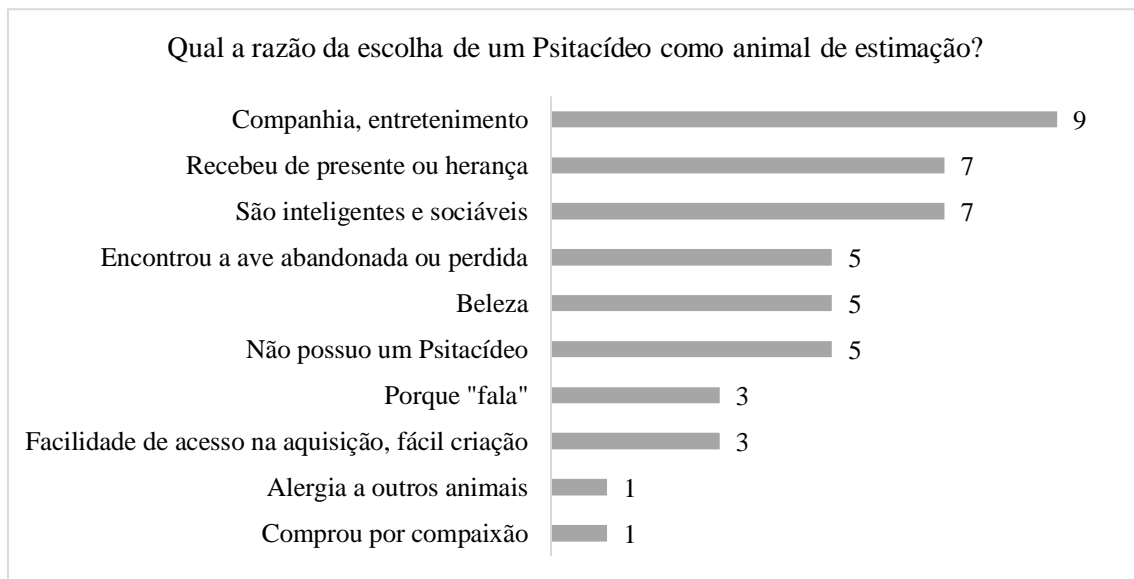 Qual a razão da escolha de um Psitacídeo como animal de estimação?
Companhia, entretenimento 9
Recebeu de presente ou herança 7
São inteligentes e sociáveis 7
Encontrou a ave abandonada ou perdida 5
Beleza 5
Não possuo um Psitacídeo 5
Porque "fala" 3
Facilidade de acesso na aquisição, fácil criação 3
Alergia a outros animais 1
Comprou por compaixão 1